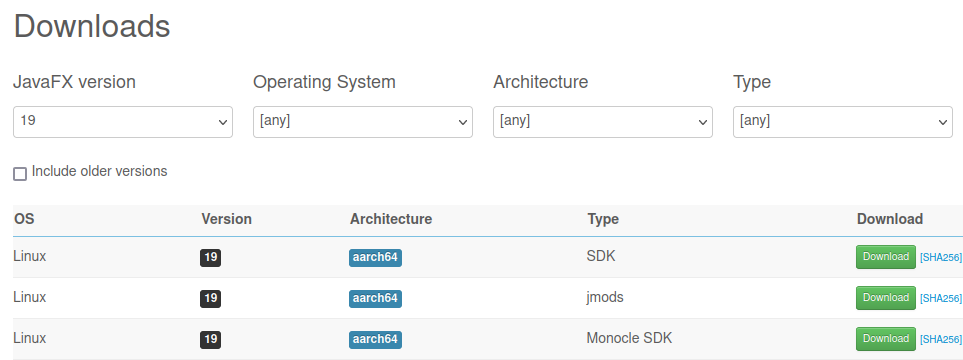 Downloads
JavaFX version Operating System Architecture Type
19 [any] [any] [any]
Include older versions
OS Version Architecture Type Download
Linux 19 aarch64 SDK Download [SHA256]
Linux 19 aarch64 jmods Download [SHA256]
Linux 19 aarch64 Monocle SDK Download [SHA256]